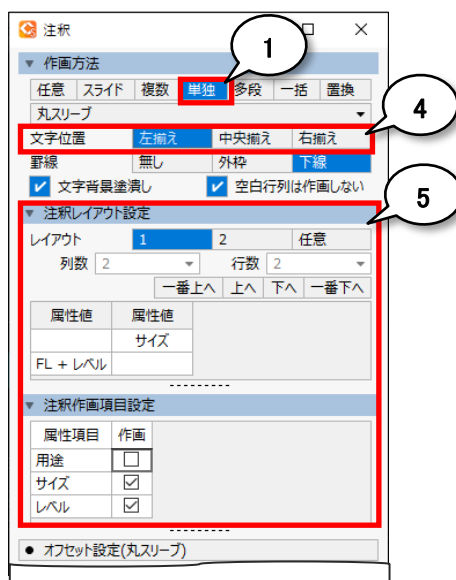 注釈
1
作画方法
任意 スライド 複数 単独 多段 一括 置換
丸スリーブ
4
文字位置 左揃え 中央揃え 右揃え
罫線 無し 外枠 下線
文字背景塗潰し 空白行列は作画しない
5
注釈レイアウト設定
レイアウト 1 2 任意
列数 2 行数 2
一番上へ 上へ 下へ 一番下へ
属性値 属性値
サイズ
FL + レベル
注釈作画項目設定
属性項目 作画
用途
サイズ
レベル
オフセット設定(丸スリーブ)